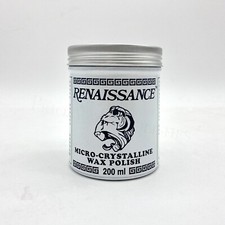 RENAISSANCE
MICRO-CRYSTALLINE
WAX POLISH
200 ml